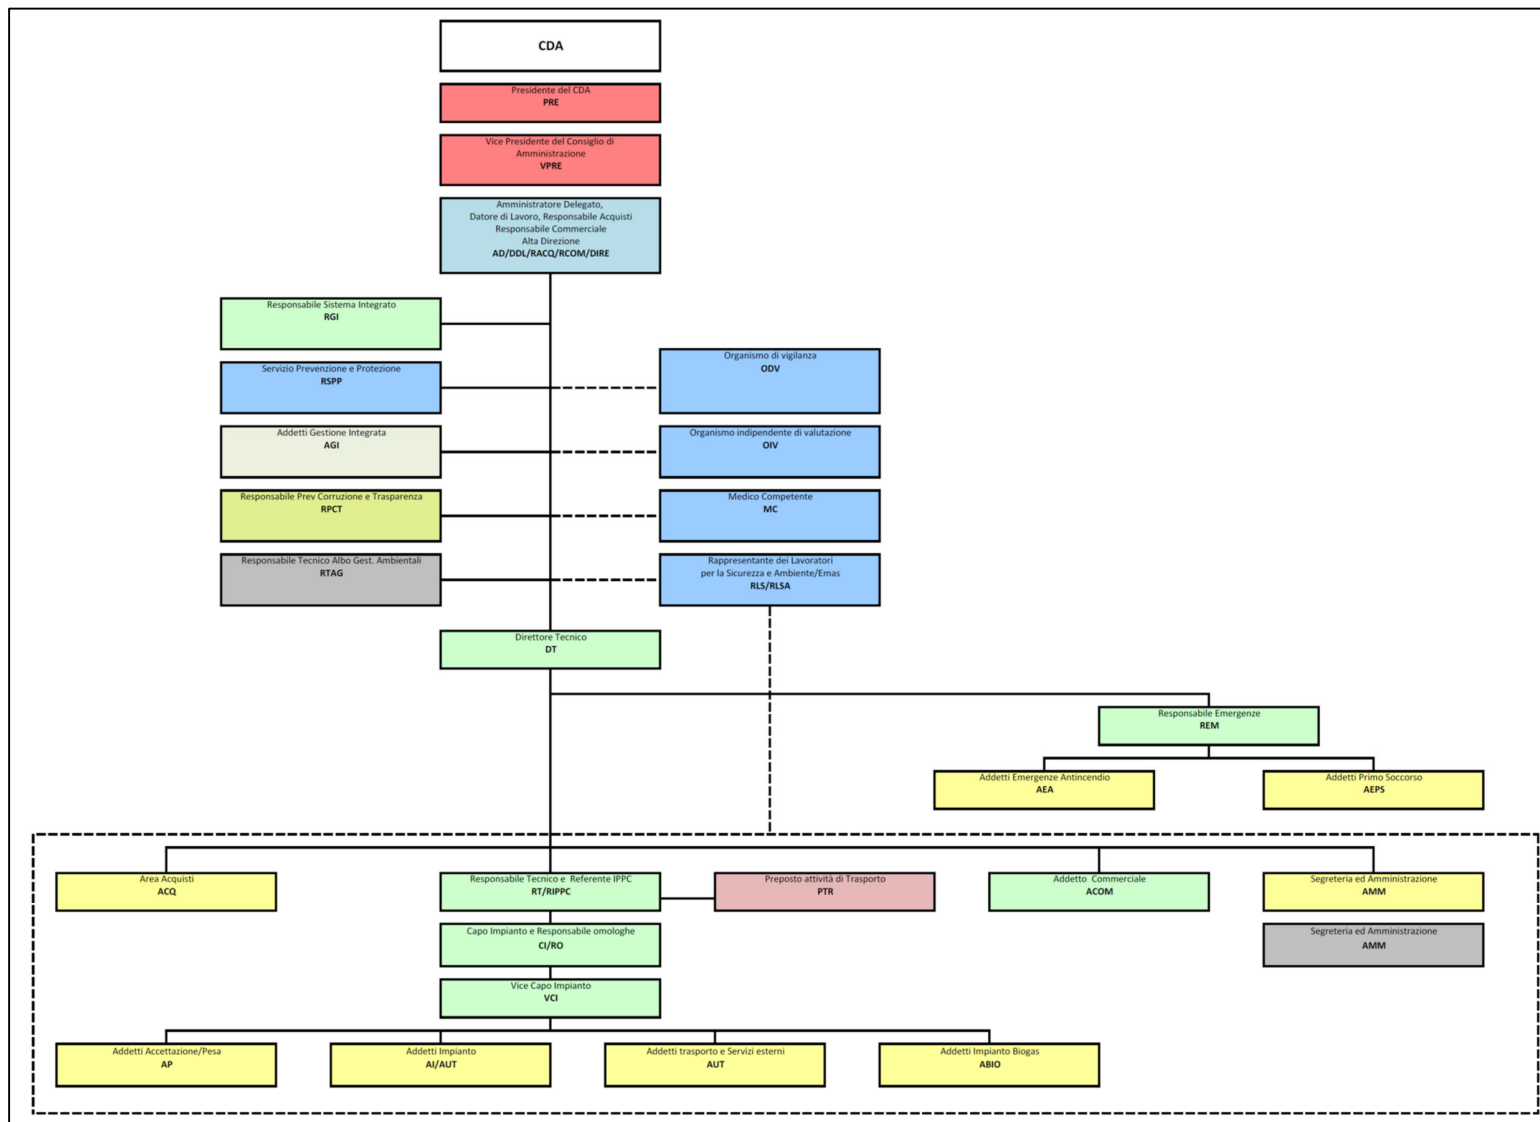 CDA
Presidente del CDA
PRE
Vice Presidente del Consiglio di
Amministrazione
VPRE
Amministratore Delegato,
Datore di Lavoro, Responsabile Acquisti
Responsabile Commerciale
Alta Direzione
AD/DDL/RACQ/RCOM/DIRE
Responsabile Sistema Integrato
RGI
Servizio Prevenzione e Protezione
RSPP
Organismo di vigilanza
ODV
Addetti Gestione Integrata
AGI
Organismo indipendente di valutazione
OIV
Responsabile Prev Corruzione e Trasparenza
RPCT
Medico Competente
MC
Responsabile Tecnico Albo Gest. Ambientali
RTAG
Rappresentante dei Lavoratori
per la Sicurezza e Ambiente/Emas
RLS/RLSA
Direttore Tecnico
DT
Responsabile Emergenze
REM
Addetti Emergenze Antincendio
AEA
Addetti Primo Soccorso
AEPS
Area Acquisti
ACQ
Responsabile Tecnico e Referente IPPC
RT/RIPPC
Preposto attività di Trasporto
PTR
Addetto Commerciale
ACOM
Segreteria ed Amministrazione
AMM
Capo Impianto e Responsabile omologhe
CI/RO
Segreteria ed Amministrazione
AMM
Vice Capo Impianto
VCI
Addetti Accettazione/Pesa
AP
Addetti Impianto
AI/AUT
Addetti trasporto e Servizi esterni
AUT
Addetti Impianto Biogas
ABIO